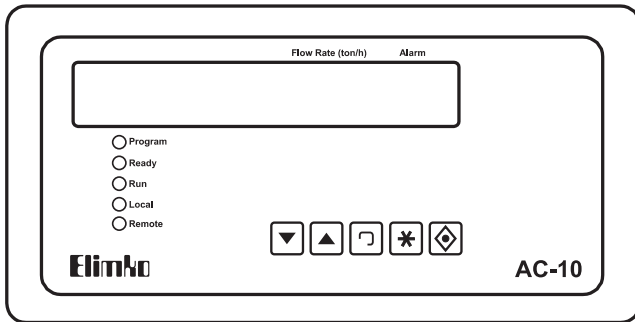 Flow Rate (ton/h) Alarm
Program
Ready
Run
Local
Remote
Elimko
AC-10